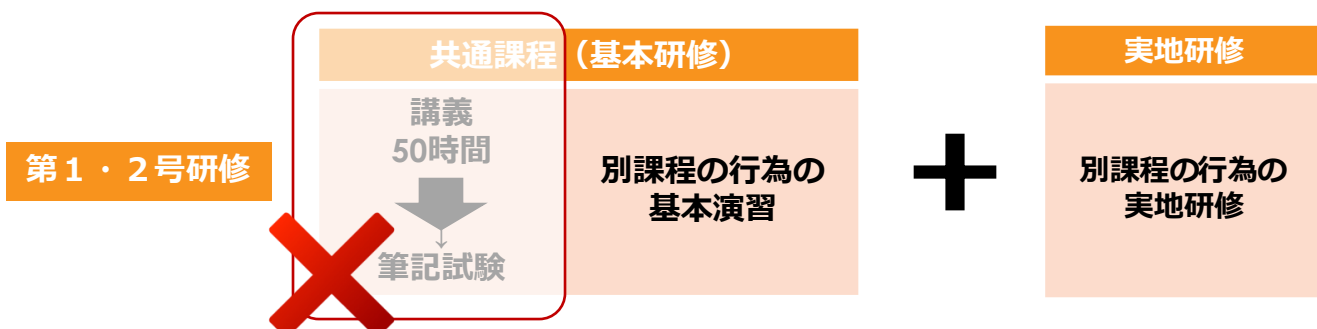 共通課程（基本研修）
実地研修
第１・２号研修
講義
50時間
↓
筆記試験
別課程の行為の
基本演習
＋
別課程の行為の
実地研修